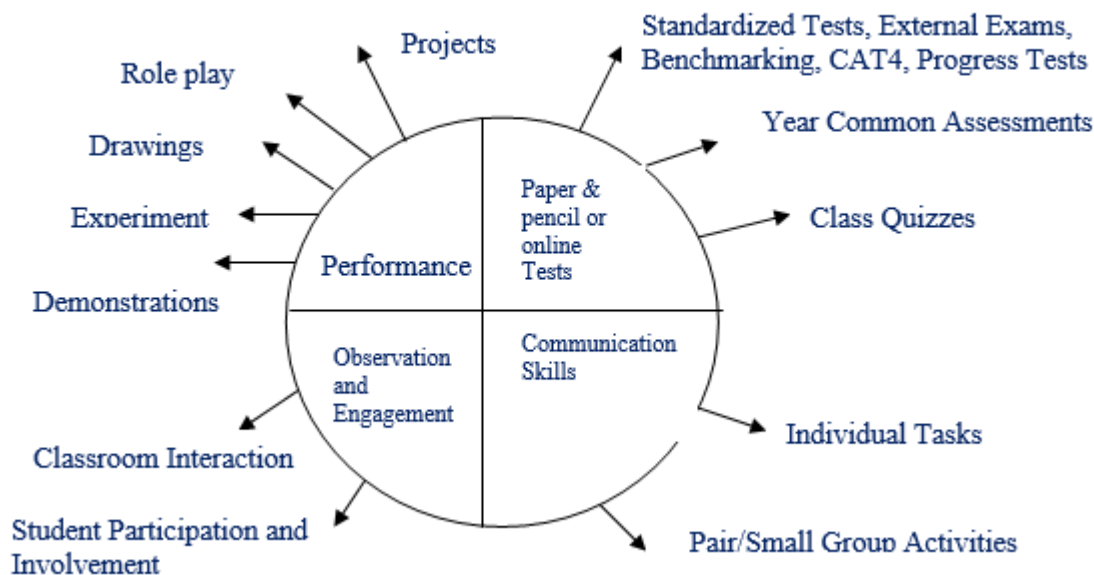 Projects
Standardized Tests, External Exams,
Benchmarking, CAT4, Progress Tests
Role play
Year Common Assessments
Drawings
Paper &
pencil or
online
Tests
Experiment
Class Quizzes
Performance
Demonstrations
Observation
and
Engagement
Communication
Skills
Individual Tasks
Classroom Interaction
Student Participation and
Involvement
Pair/Small Group Activities